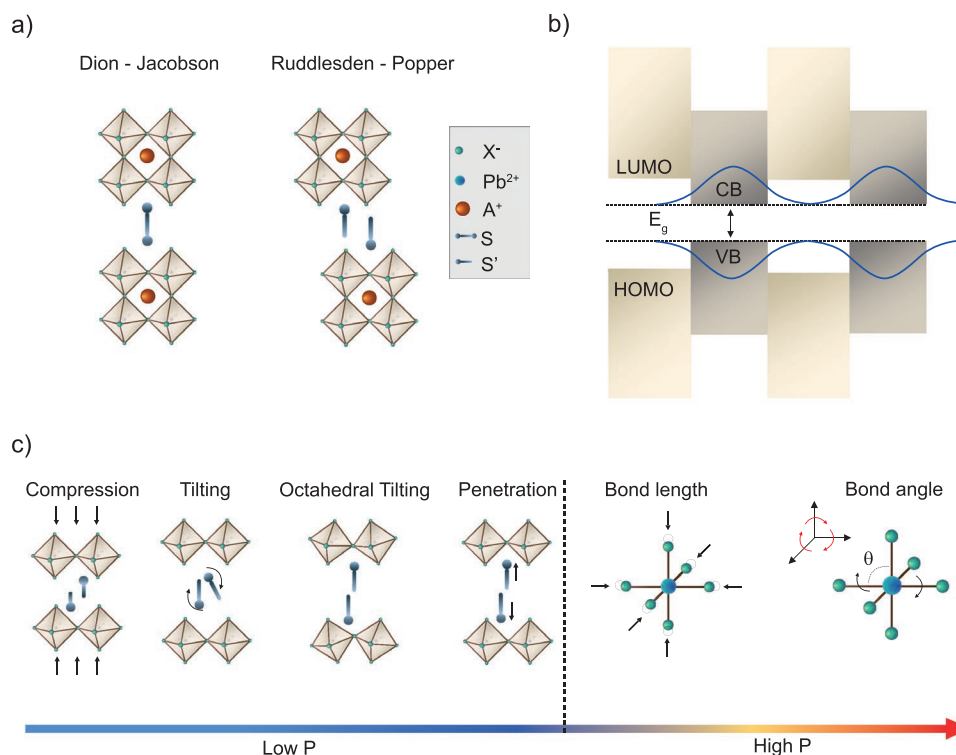 a)
Dion - Jacobson
Ruddlesden - Popper
X⁻
Pb²⁺
A⁺
S
S'
b)
LUMO
CB
E_g
VB
HOMO
c)
Compression
Tilting
Octahedral Tilting
Penetration
Bond length
Bond angle
θ
Low P
High P